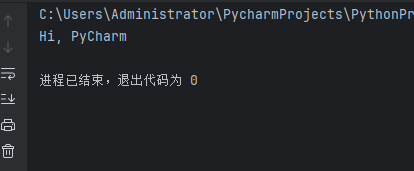 C:\Users\Administrator\PycharmProjects\PythonPr
Hi, PyCharm
进程已结束，退出代码为 0